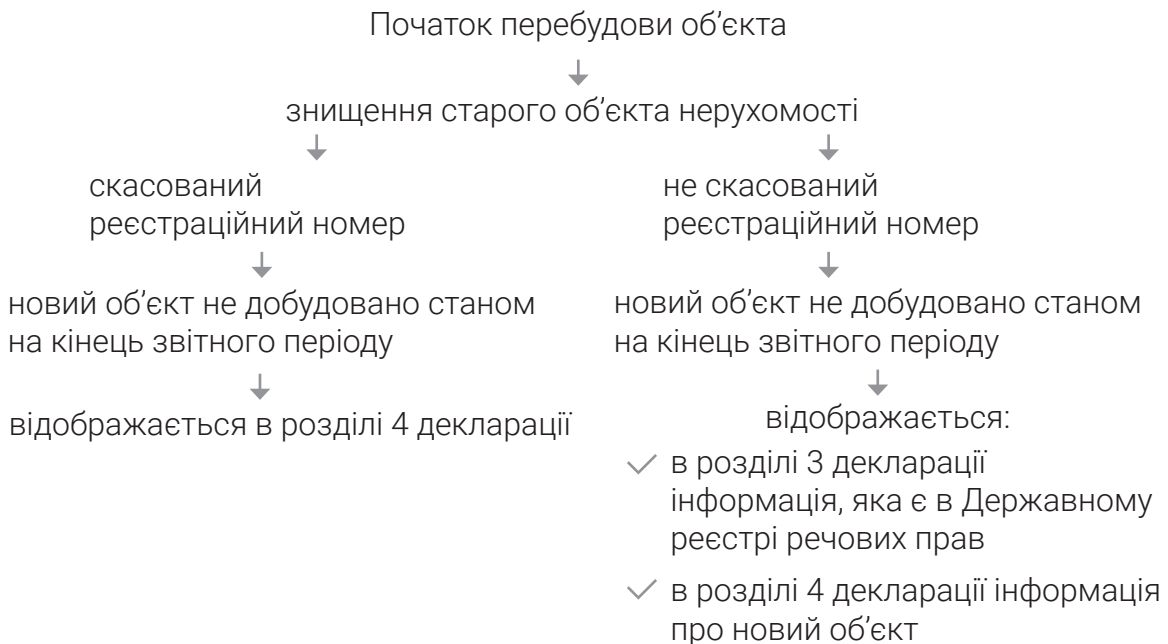 Початок перебудови об’єкта
знищення старого об’єкта нерухомості
скасований
реєстраційний номер
новий об’єкт не добудовано станом
на кінець звітного періоду
відображається в розділі 4 декларації
не скасований
реєстраційний номер
новий об’єкт не добудовано станом
на кінець звітного періоду
відображається:
в розділі 3 декларації
інформація, яка є в Державному
реєстрі речових прав
в розділі 4 декларації інформація
про новий об’єкт